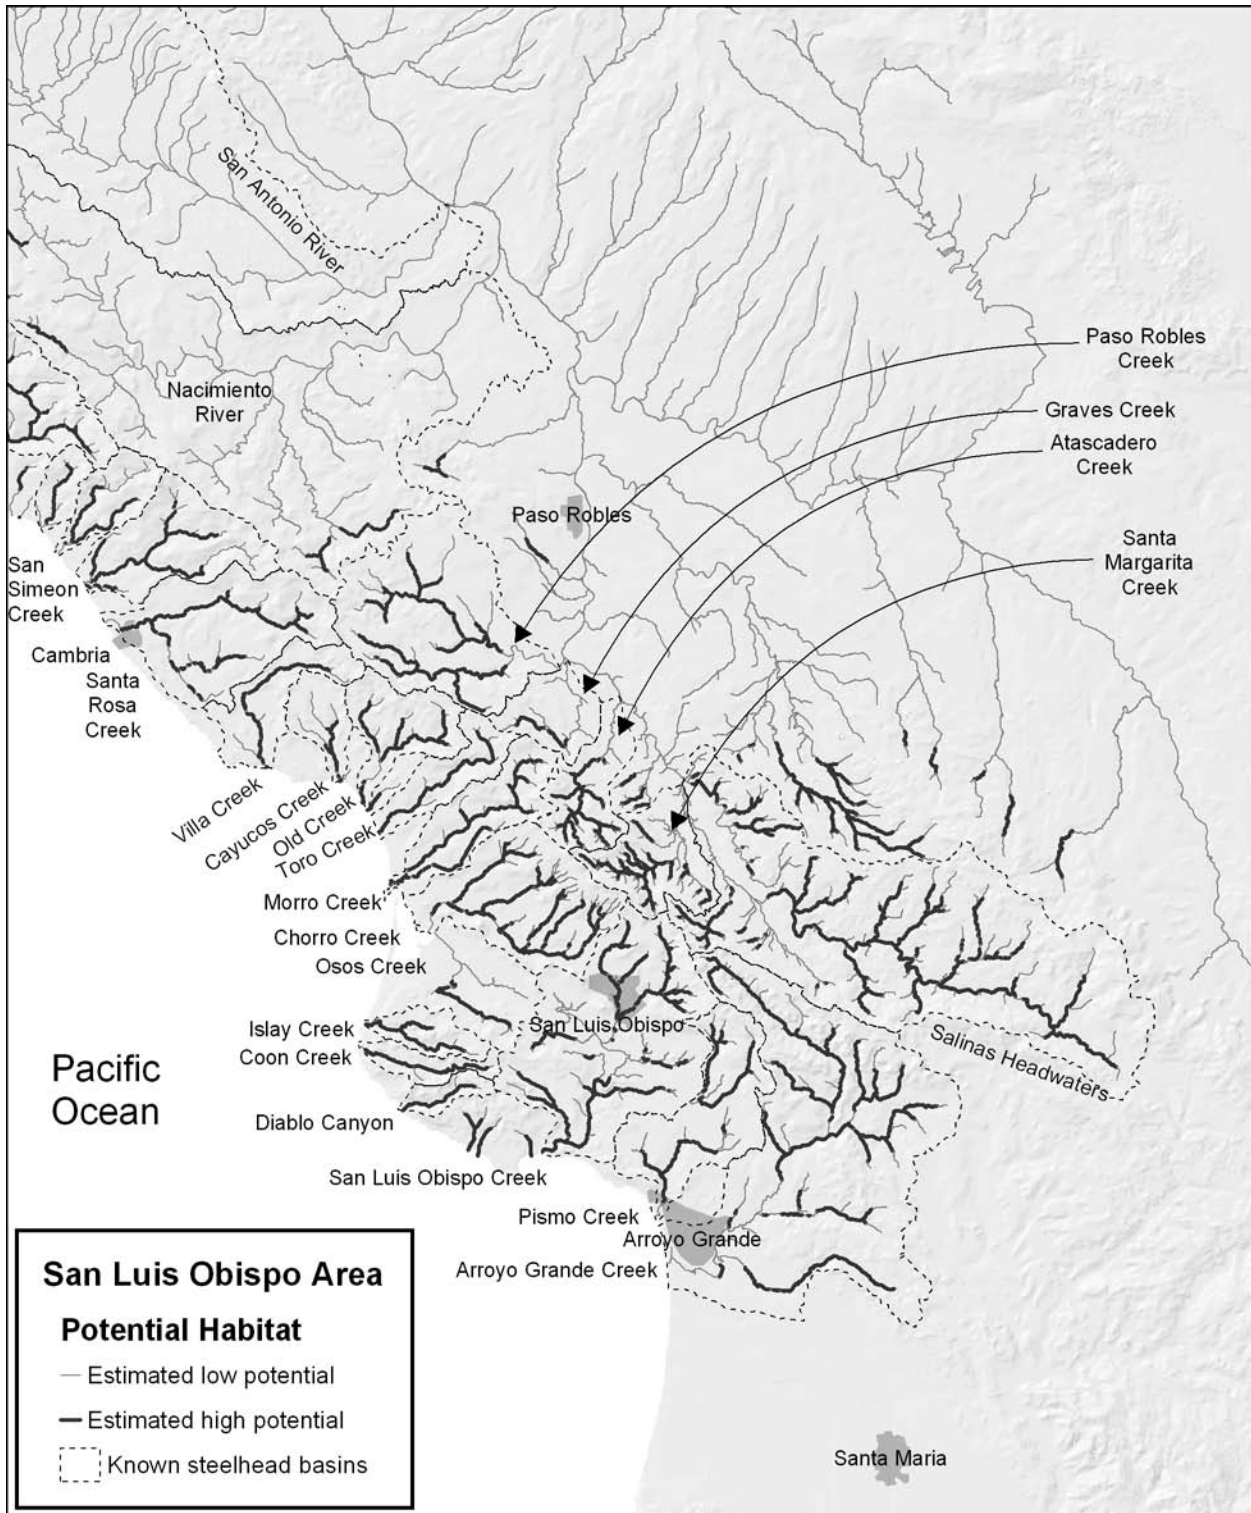 San Antonio River
Nacimiento
River
Paso Robles
Creek
Graves Creek
Atascadero
Creek
Paso Robles
Santa
Margarita
Creek
San
Simeon
Creek
Cambria
Santa
Rosa
Creek
Villa Creek
Cayucos Creek
Old Creek
Toro Creek
Morro Creek
Chorro Creek
Osos Creek
Islay Creek
San Luis Obispo
Coon Creek
Salinas Headwaters
Pacific
Ocean
Diablo Canyon
San Luis Obispo Creek
Pismo Creek
Arroyo Grande
Arroyo Grande Creek
San Luis Obispo Area
Potential Habitat
Estimated low potential
Estimated high potential
Known steelhead basins
Santa Maria